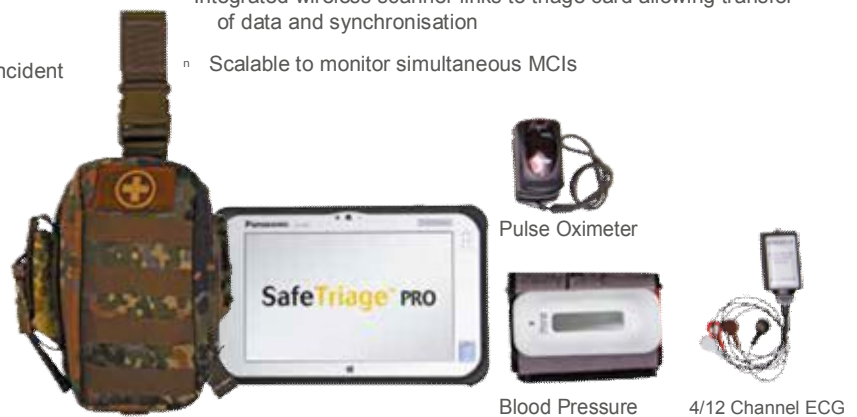 Integrated wireless scanner links to triage card allowing transfer
of data and synchronisation
ncident
Scalable to monitor simultaneous MCIs
Panasonic
SafeTriage PRO
Pulse Oximeter
Blood Pressure
4/12 Channel ECG